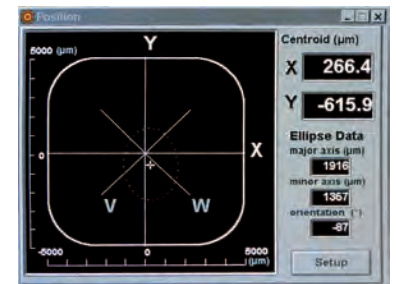 Position
5000 (µm)
Y
0
X
V
W
-5000
-5000
0
5000
(µm)
Centroid (µm)
X 266.4
Y -615.9
Ellipse Data
major axis (µm)
1916
minor axis (µm)
1367
orientation (°)
-87
Setup